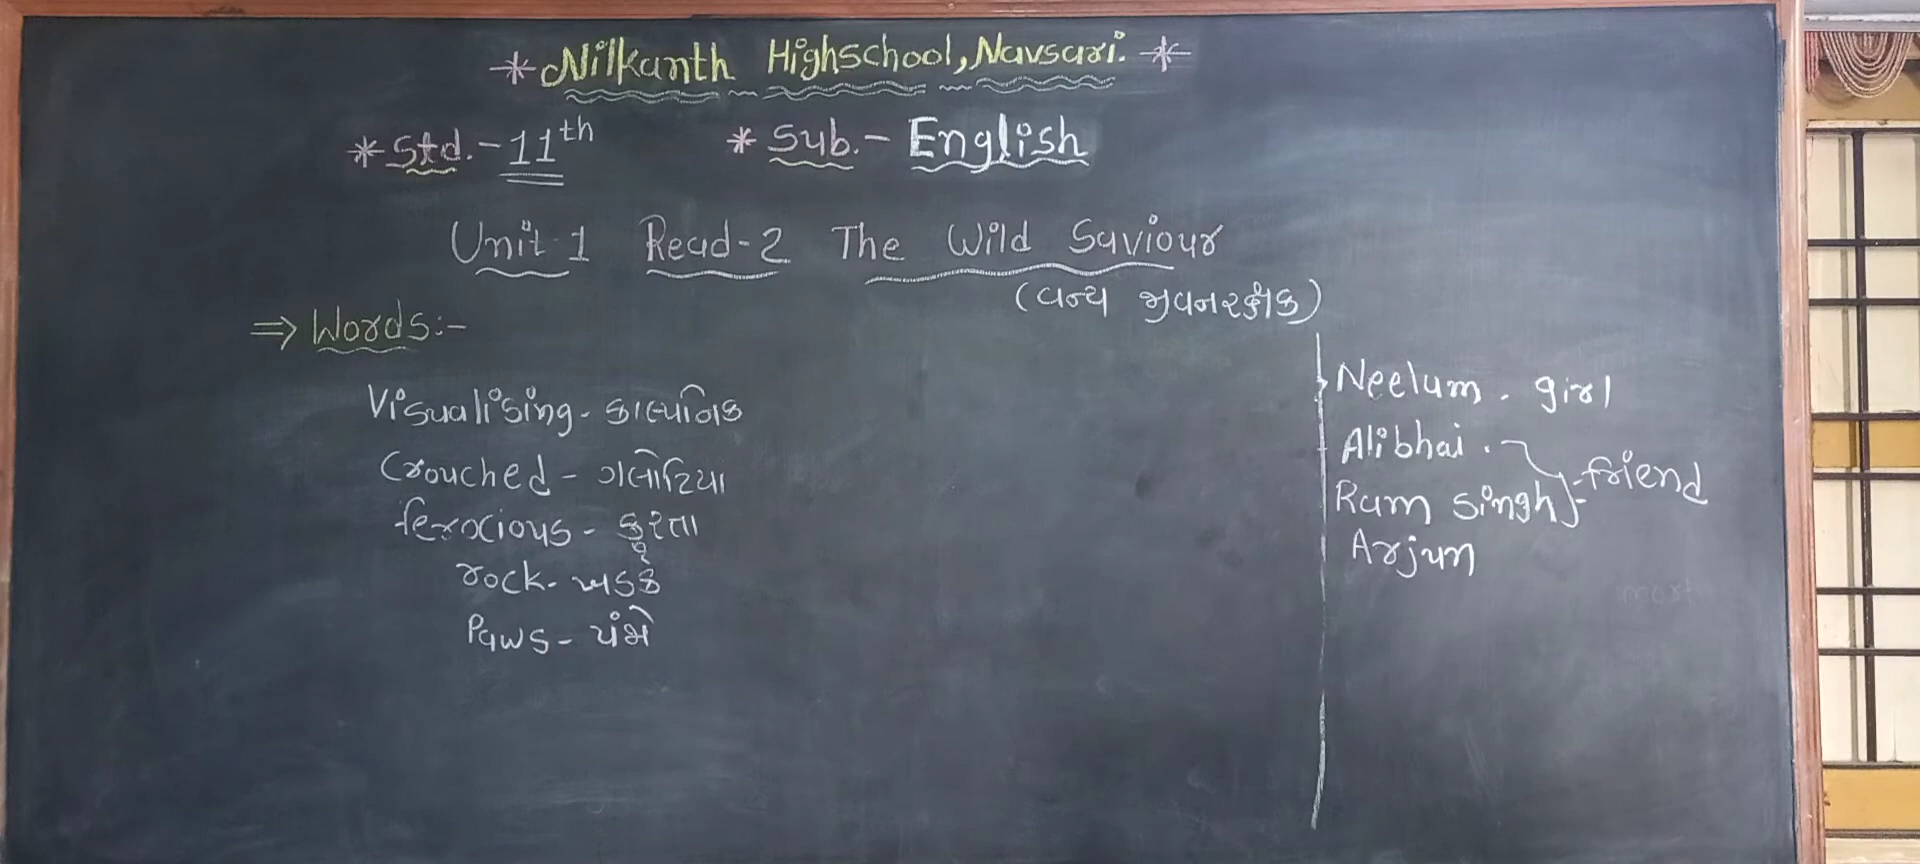 * Nilkanth Highschool, Navsari. *
* Std. - 11th * Sub. - English
Unit-1 Read-2 The Wild Saviour
(વન્ય જીવનરક્ષક)
⇒ Words:-
Visualising - કાલ્પનિક
Crouched - ગલોટિયા
ferocious - ક્રુરતા
rock - ખડક
Paws - પંજો
Neelum - girl
Alibhai -
Ram singh - friend
Arjun